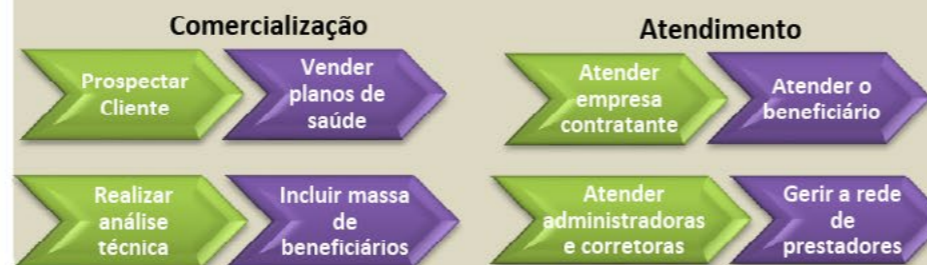 Comercialização
Prospectar
Cliente
Vender
planos de
saúde
Realizar
análise
técnica
Incluir massa
de
beneficiários
Atendimento
Atender
empresa
contratante
Atender o
beneficiário
Atender
administradoras
e corretoras
Gerir a rede
de
prestadores